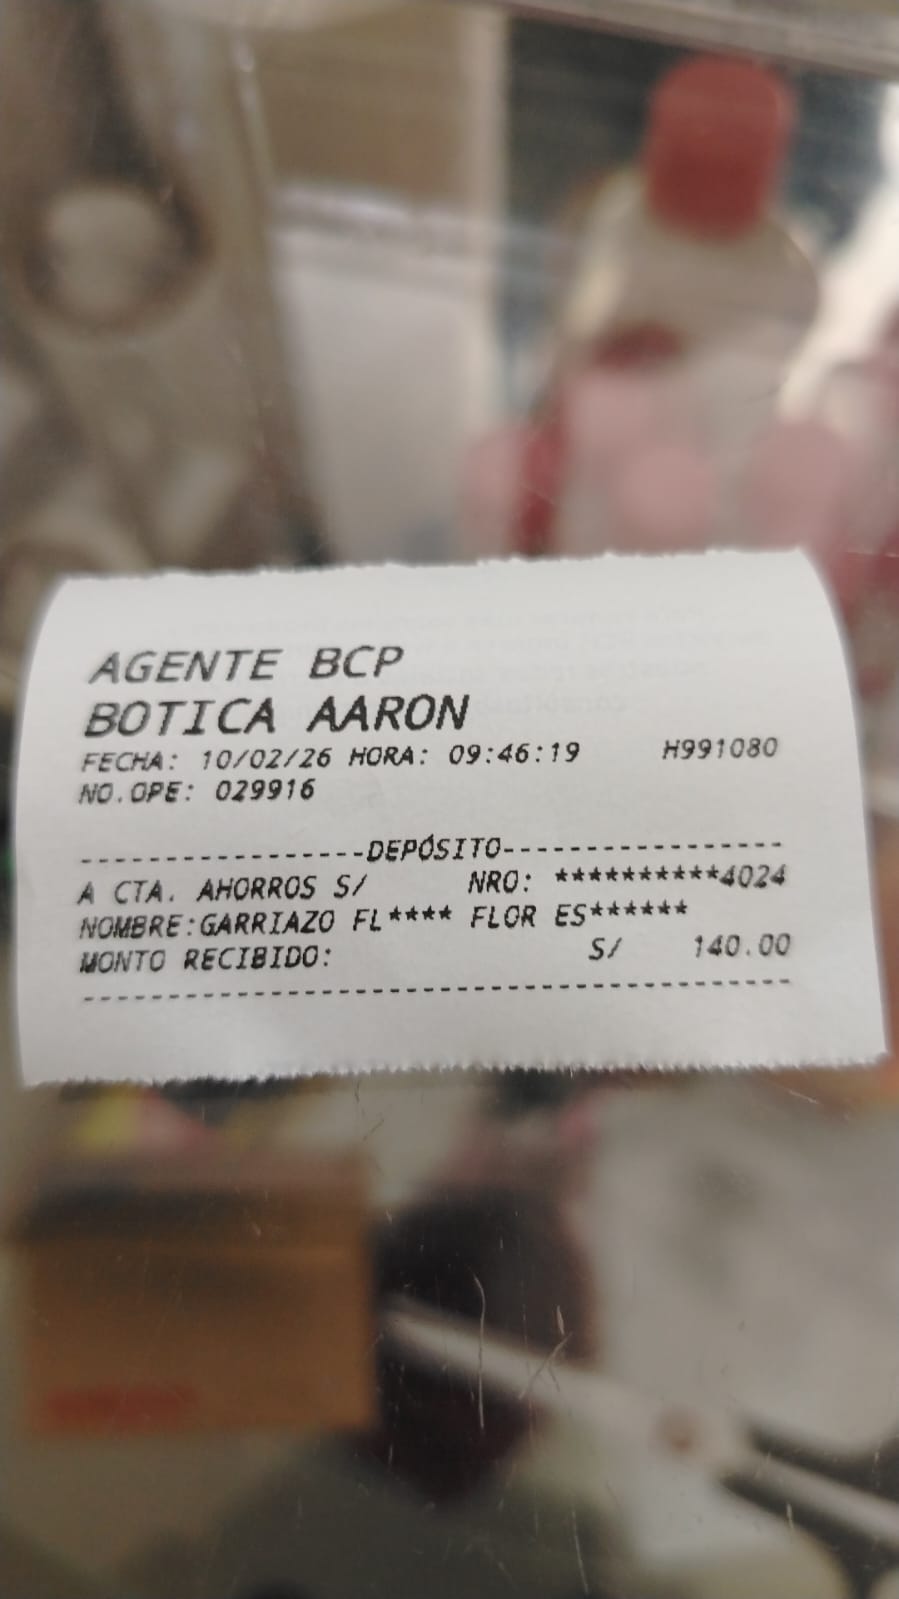 AGENTE BCP
BOTICA AARON
FECHA: 10/02/26 HORA: 09:46:19 H991080
NO.OPE: 029916
-----------------DEPÓSITO-----------------
A CTA. AHORROS S/ NRO: **********4024
NOMBRE:GARRIAZO FL**** FLOR ES******
MONTO RECIBIDO: S/ 140.00
------------------------------------------